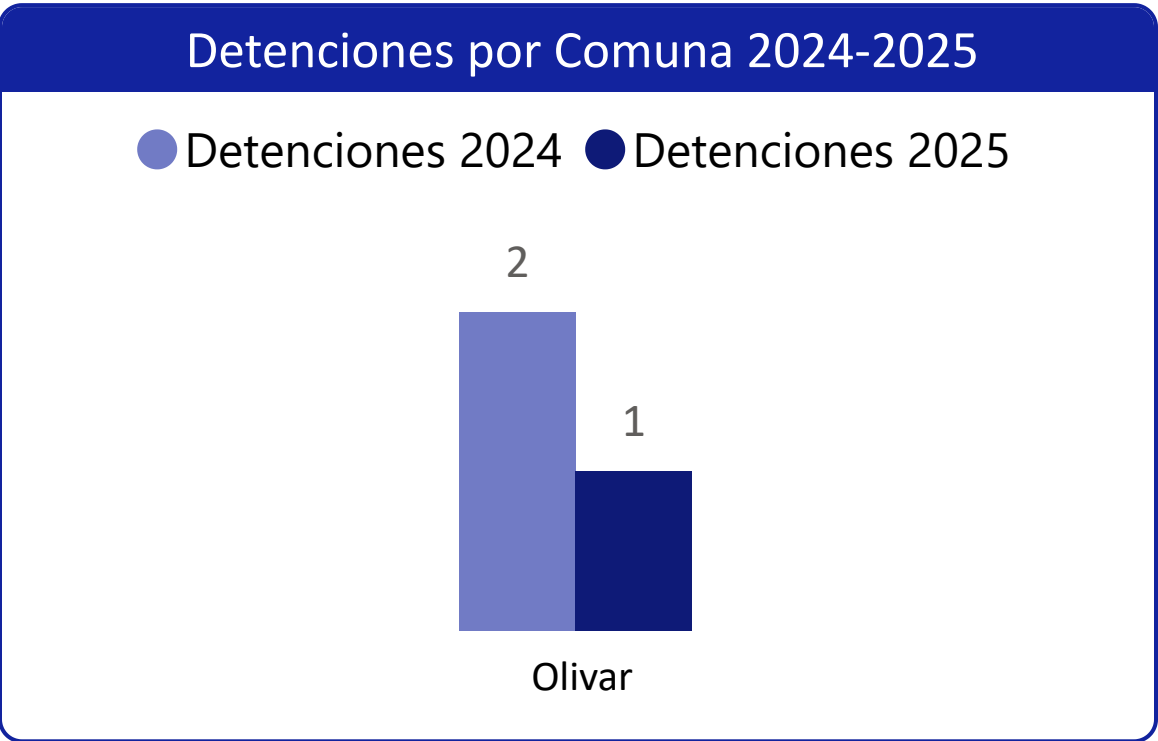 Detenciones por Comuna 2024-2025
Detenciones 2024 Detenciones 2025
2
1
Olivar